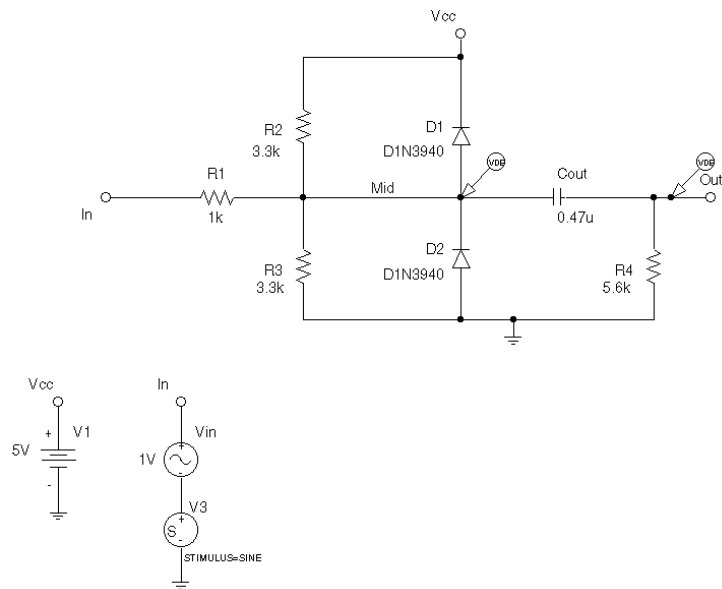 Vcc
R2
3.3k
D1
D1N3940
VDB
Cout
0.47u
VDB
Out
R1
1k
Mid
In
R3
3.3k
D2
D1N3940
R4
5.6k
Vcc
+
V1
5V
-
In
Vin
+
1V
-
V3
+
S
-
STIMULUS=SINE